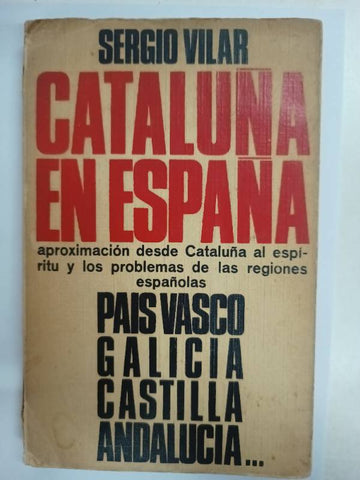 SERGIO VILAR
CATALUÑA
EN ESPAÑA
aproximación desde Cataluña al espí-
ritu y los problemas de las regiones
españolas
PAIS VASCO
GALICIA
CASTILLA
ANDALUCIA...